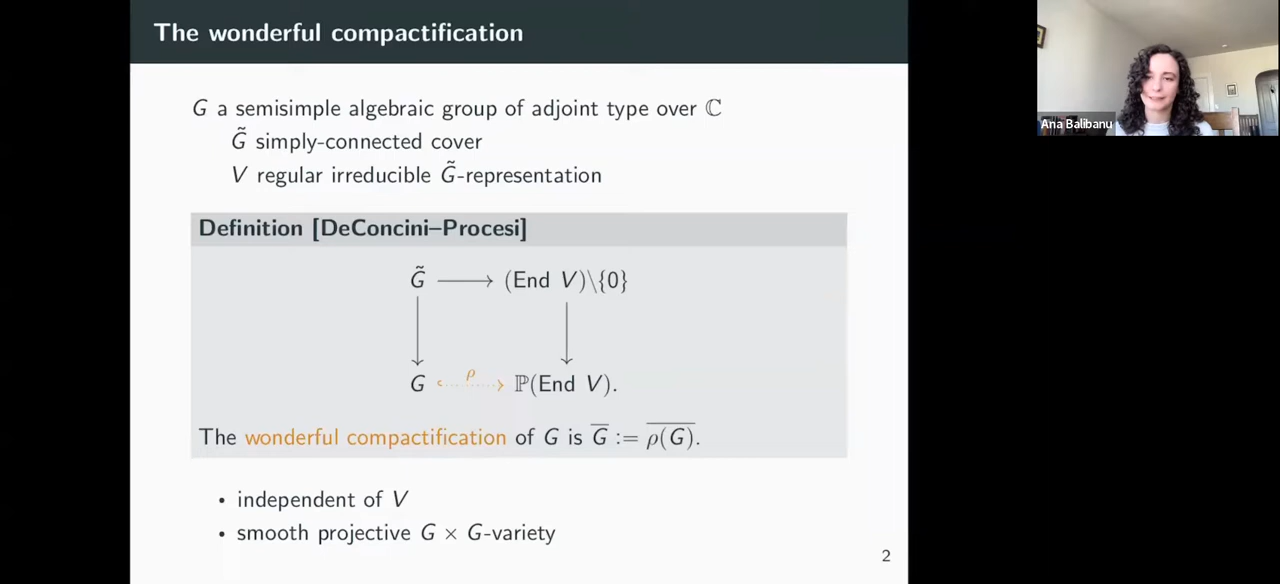 The wonderful compactification
Ana Balibanu
G a semisimple algebraic group of adjoint type over ℂ
G̃ simply-connected cover
V regular irreducible G̃-representation
Definition [DeConcini–Procesi]
G̃ ⟶ (End V)\{0}
ρ
G ℙ(End V).
The wonderful compactification of G is G̅ := ρ(G)̅.
• independent of V
• smooth projective G × G-variety
2